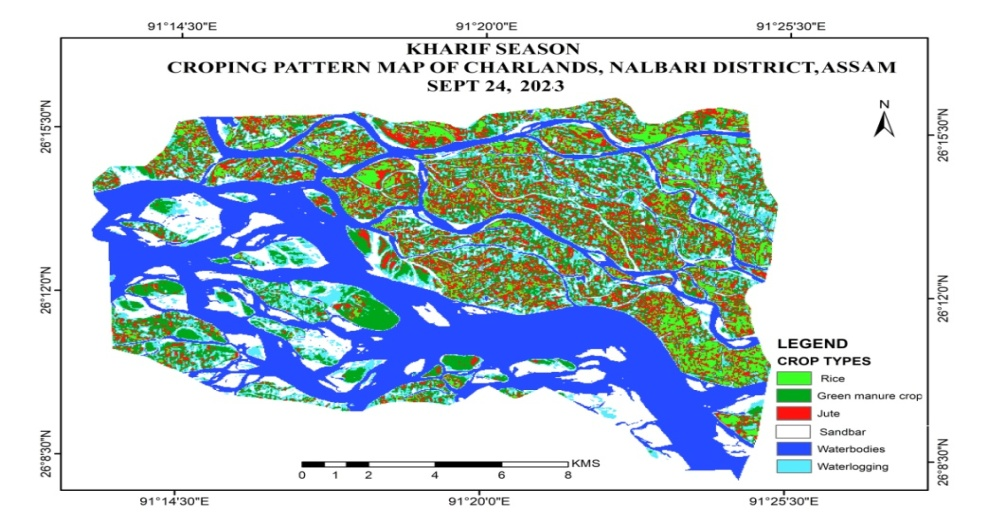 91°14'30"E 91°20'0"E 91°25'30"E
KHARIF SEASON
CROPING PATTERN MAP OF CHARLANDS, NALBARI DISTRICT, ASSAM
SEPT 24, 2023
N
26°15'30"N 26°15'30"N
26°12'0"N 26°12'0"N
LEGEND
CROP TYPES
Rice
Green manure crop
Jute
Sandbar
Waterbodies
Waterlogging
26°8'30"N 26°8'30"N
KMS
0 1 2 4 6 8
91°14'30"E 91°20'0"E 91°25'30"E